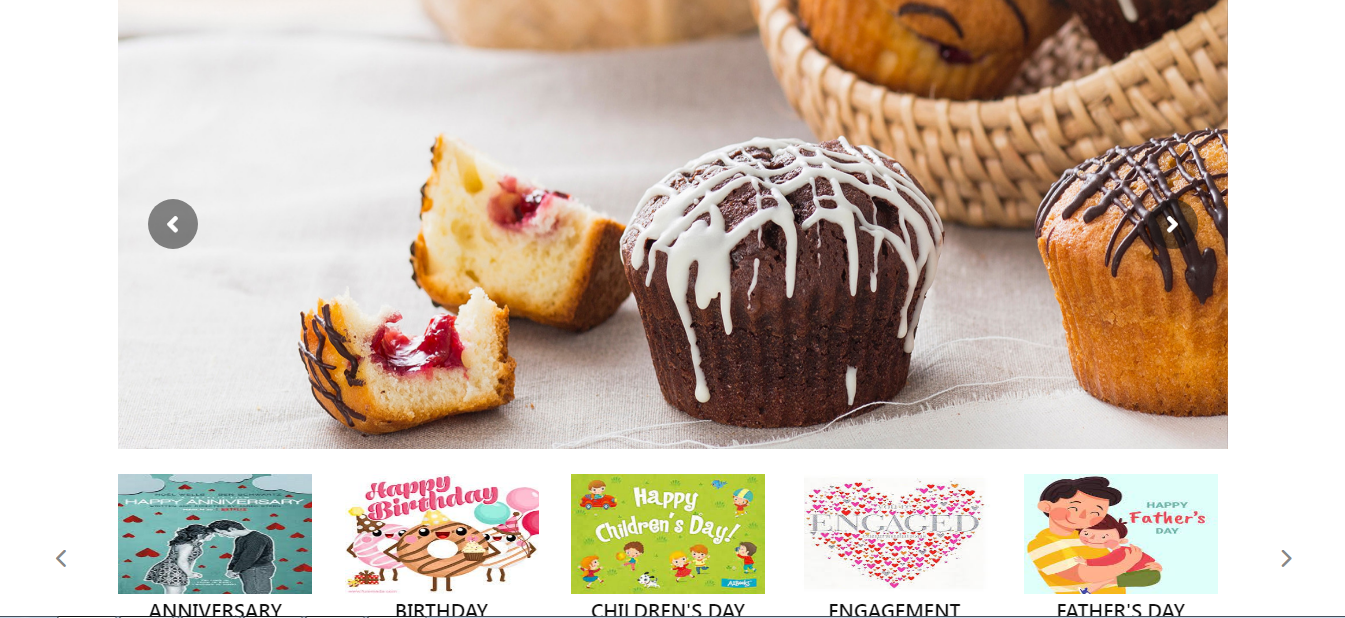 HAPPY ANNIVERSARY
Happy
Birthday
Happy
Children's Day!
ENGAGED
HAPPY
Father's
DAY
ANNIVERSARY
BIRTHDAY
CHILDREN'S DAY
ENGAGEMENT
FATHER'S DAY